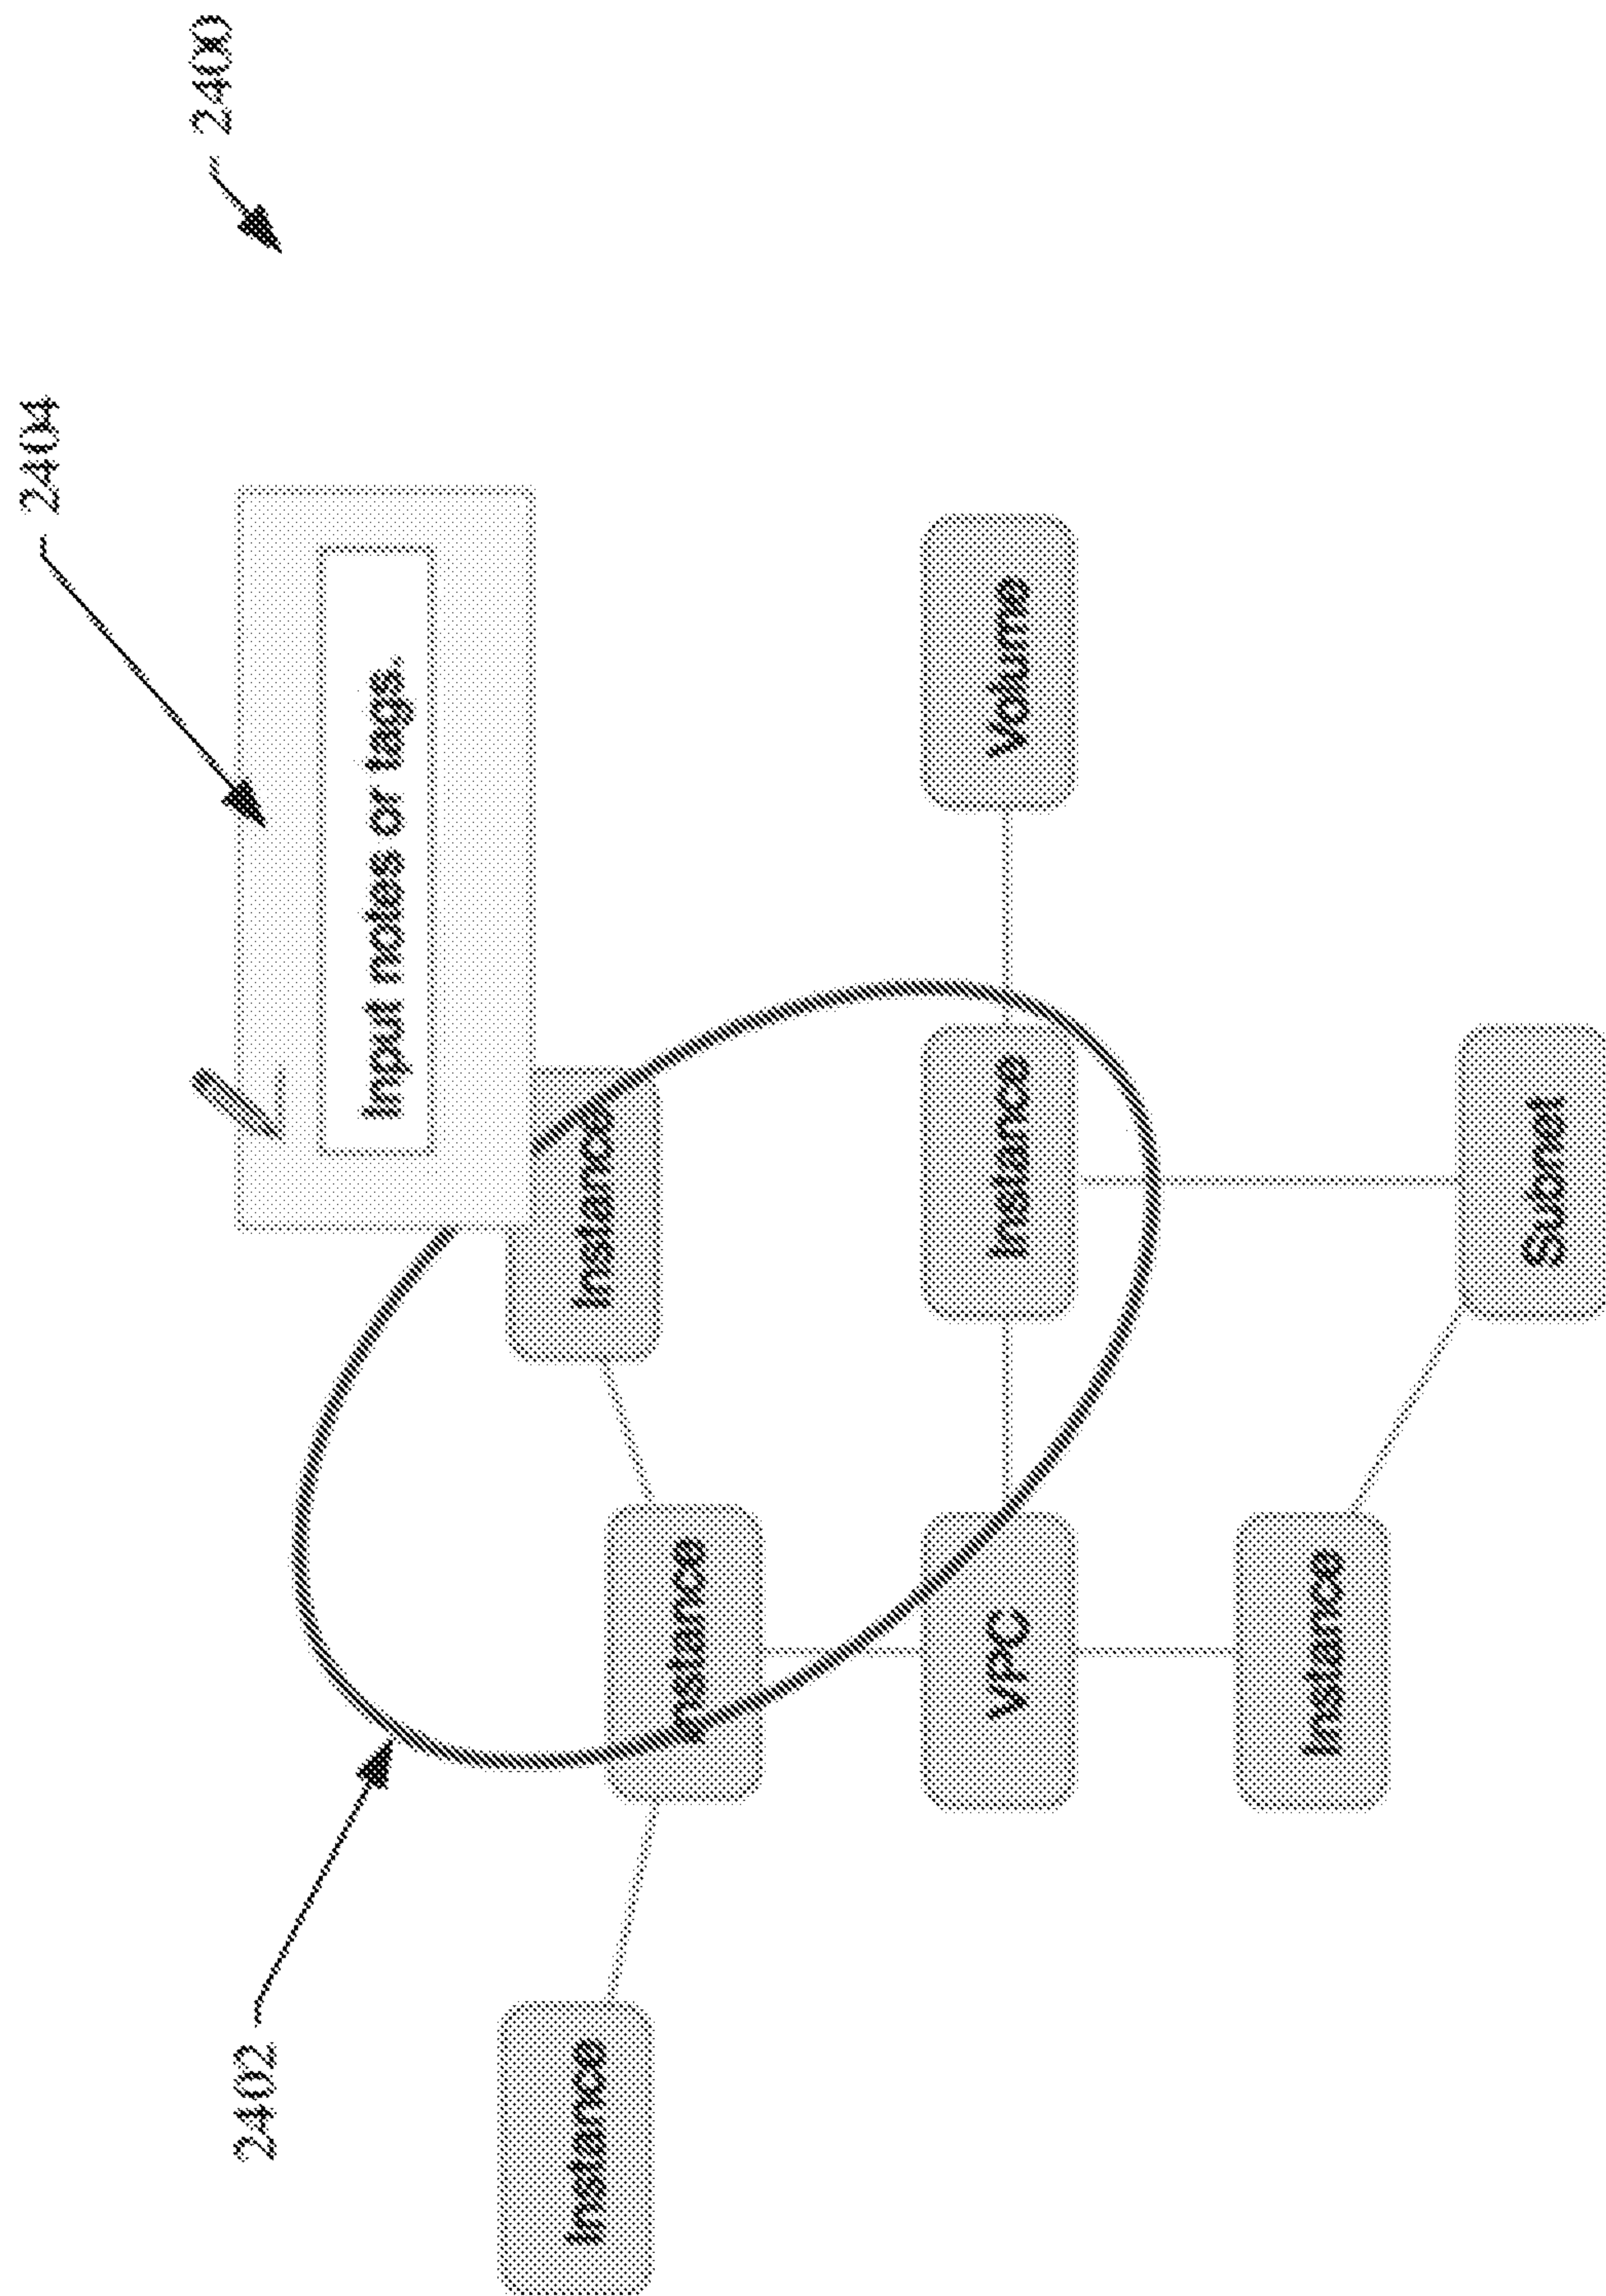 2404
2400
Input notes or tags.
2402
Instance
Instance
Instance
VPC
Instance
Volume
Instance
Subnet